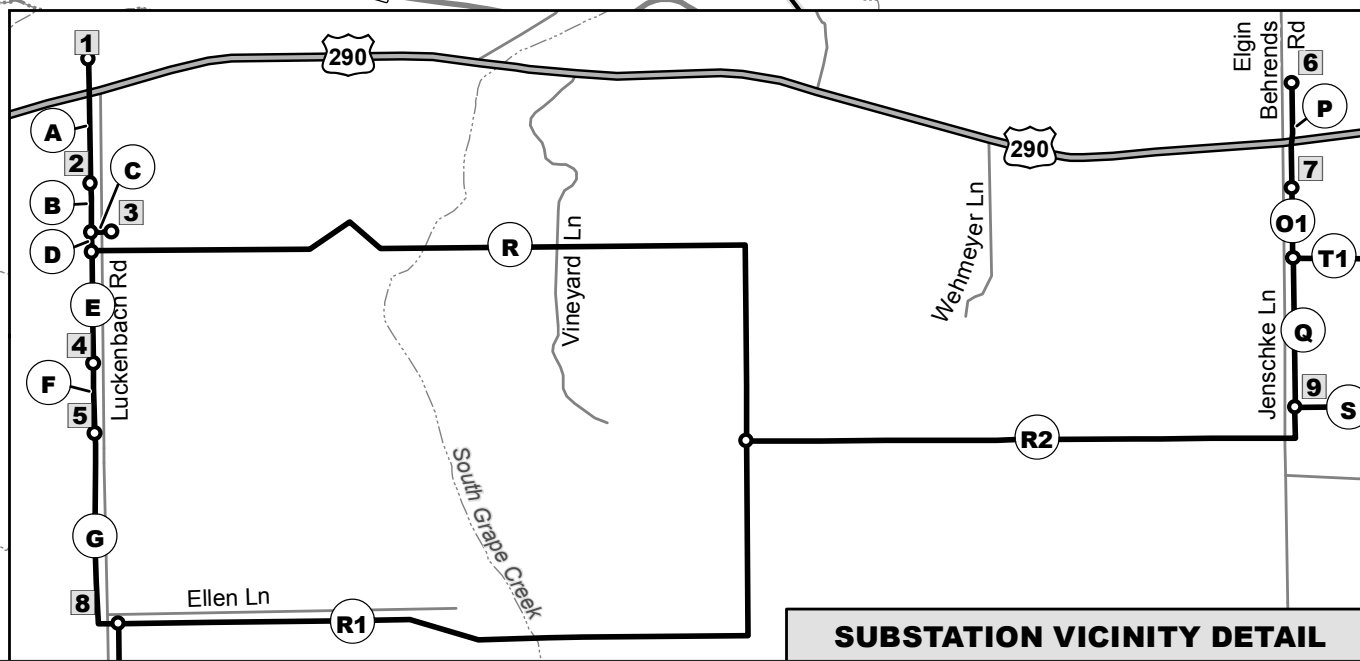 1
290
Elgin
Behrends
Rd
6
P
A
2
C
290
7
B
3
O1
D
R
Vineyard Ln
Wehmeyer Ln
T1
E
Luckenbach Rd
Jenschke Ln
Q
4
F
9
S
5
R2
South Grape Creek
G
8
Ellen Ln
R1
SUBSTATION VICINITY DETAIL